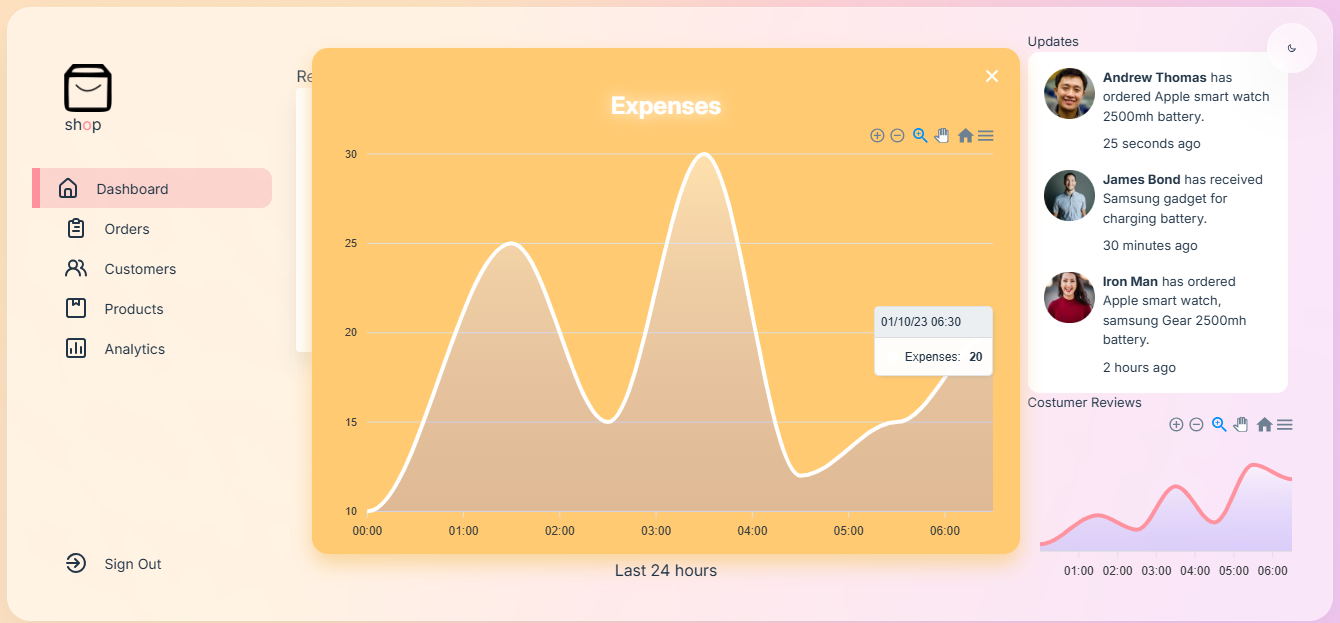 shop
Dashboard
Orders
Customers
Products
Analytics
Sign Out
Re
Expenses
30
25
20
15
10
00:00 01:00 02:00 03:00 04:00 05:00 06:00
01/10/23 06:30
Expenses: 20
Last 24 hours
Updates
Andrew Thomas has
ordered Apple smart watch
2500mh battery.
25 seconds ago
James Bond has received
Samsung gadget for
charging battery.
30 minutes ago
Iron Man has ordered
Apple smart watch,
samsung Gear 2500mh
battery.
2 hours ago
Costumer Reviews
01:00 02:00 03:00 04:00 05:00 06:00